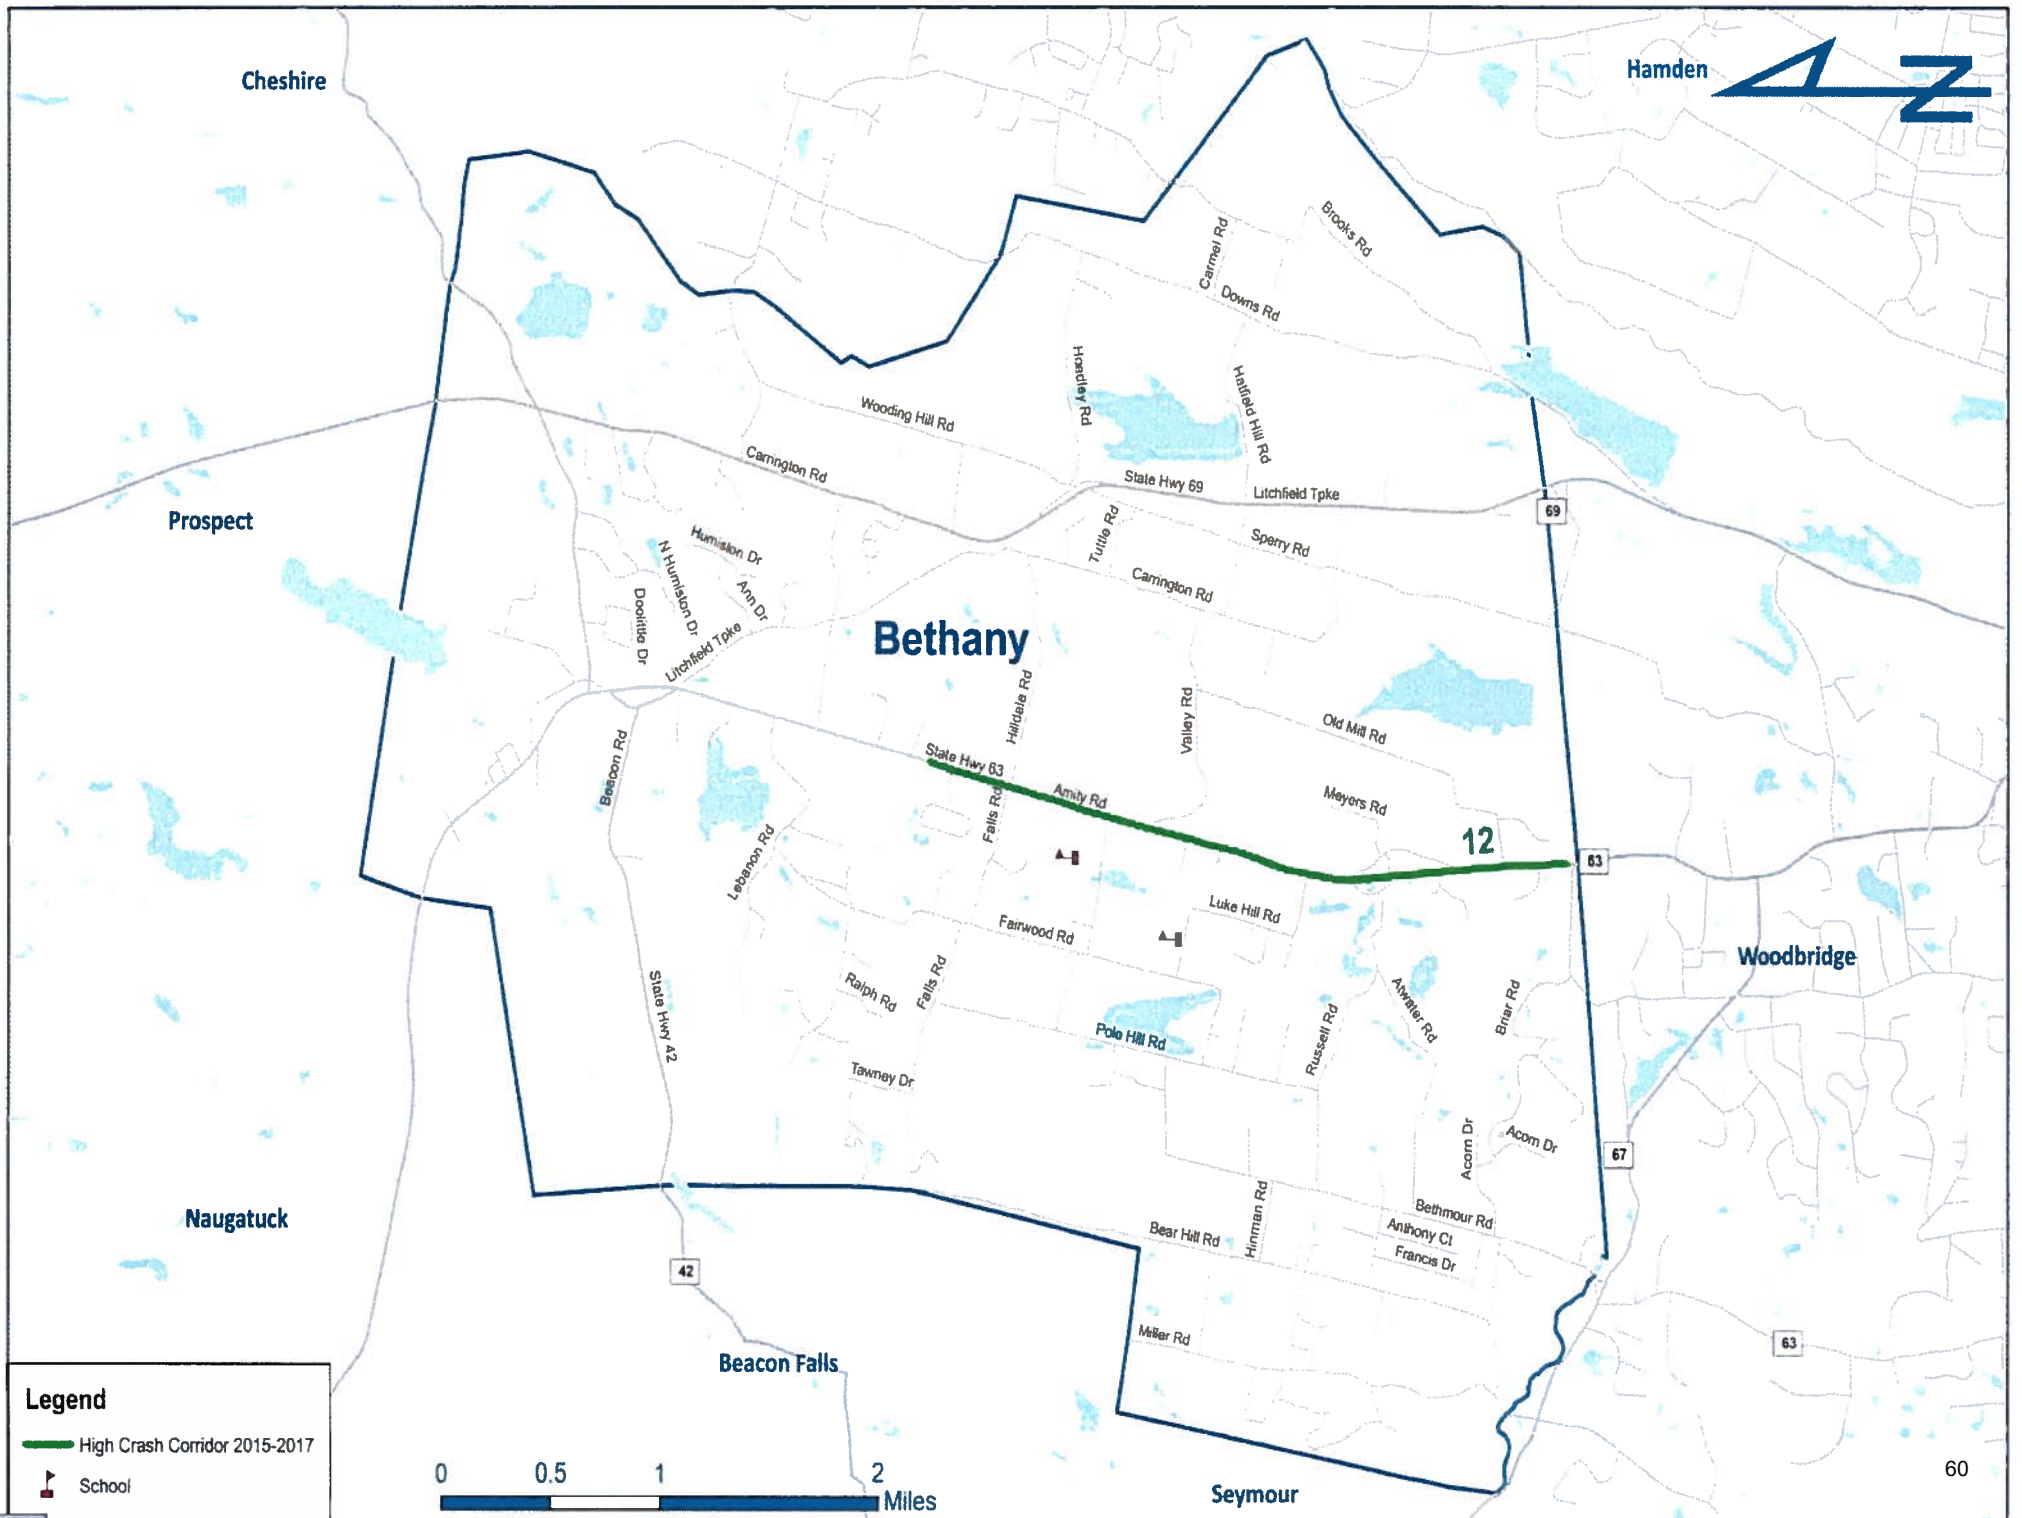 Cheshire
Hamden
N
Brooks Rd
Carmel Rd
Downs Rd
Hoadley Rd
Hatfield Hill Rd
Wooding Hill Rd
Carrington Rd
State Hwy 69
Litchfield Tpke
69
Prospect
Humiston Dr
N Humiston Dr
Ann Dr
Doolittle Dr
Litchfield Tpke
Tuttle Rd
Sperry Rd
Carrington Rd
Bethany
Hilldale Rd
Valley Rd
Old Mill Rd
Beacon Rd
State Hwy 63
Amity Rd
Falls Rd
Meyers Rd
12
63
Lebanon Rd
Luke Hill Rd
Fairwood Rd
Woodbridge
State Hwy 42
Ralph Rd
Falls Rd
Polo Hill Rd
Russell Rd
Atwater Rd
Briar Rd
Tawney Dr
Acorn Dr
Acorn Dr
67
Naugatuck
Bear Hill Rd
Hinman Rd
Bethmour Rd
Anthony Ct
Francis Dr
42
Miller Rd
63
Beacon Falls
Legend
High Crash Corridor 2015-2017
School
0 0.5 1 2
Miles
Seymour
60